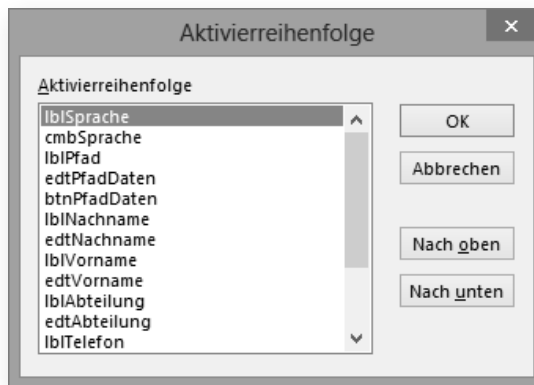 Aktivierreihenfolge
Aktivierreihenfolge
lblSprache
cmbSprache
lblPfad
edtPfadDaten
btnPfadDaten
lblNachname
edtNachname
lblVorname
edtVorname
lblAbteilung
edtAbteilung
lblTelefon
OK
Abbrechen
Nach oben
Nach unten